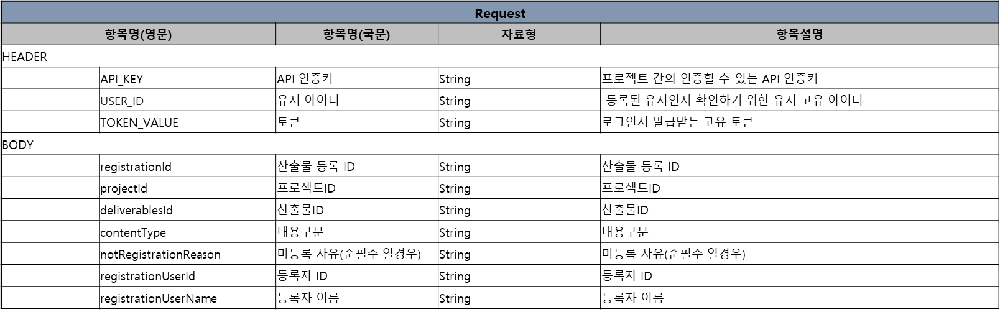 Request
항목명(영문) 항목명(국문) 자료형 항목설명
HEADER
API_KEY API 인증키 String 프로젝트 간의 인증할 수 있는 API 인증키
USER_ID 유저 아이디 String 등록된 유저인지 확인하기 위한 유저 고유 아이디
TOKEN_VALUE 토큰 String 로그인시 발급받는 고유 토큰
BODY
registrationId 산출물 등록 ID String 산출물 등록 ID
projectId 프로젝트ID String 프로젝트ID
deliverablesId 산출물ID String 산출물ID
contentType 내용구분 String 내용구분
notRegistrationReason 미등록 사유(준필수 일경우) String 미등록 사유(준필수 일경우)
registrationUserId 등록자 ID String 등록자 ID
registrationUserName 등록자 이름 String 등록자 이름